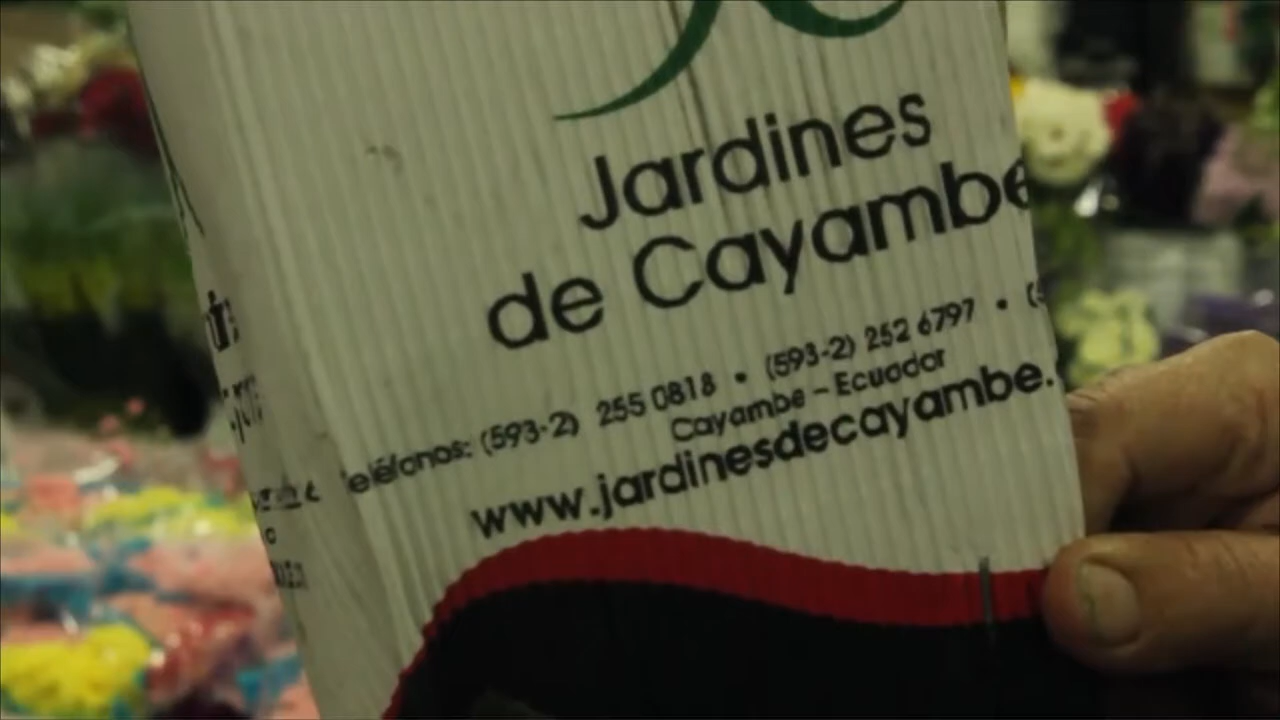 Jardines
de Cayambe
Teléfonos: (593-2) 255 0818 • (593-2) 252 6797 • (
Cayambe – Ecuador
www.jardinesdecayambe.